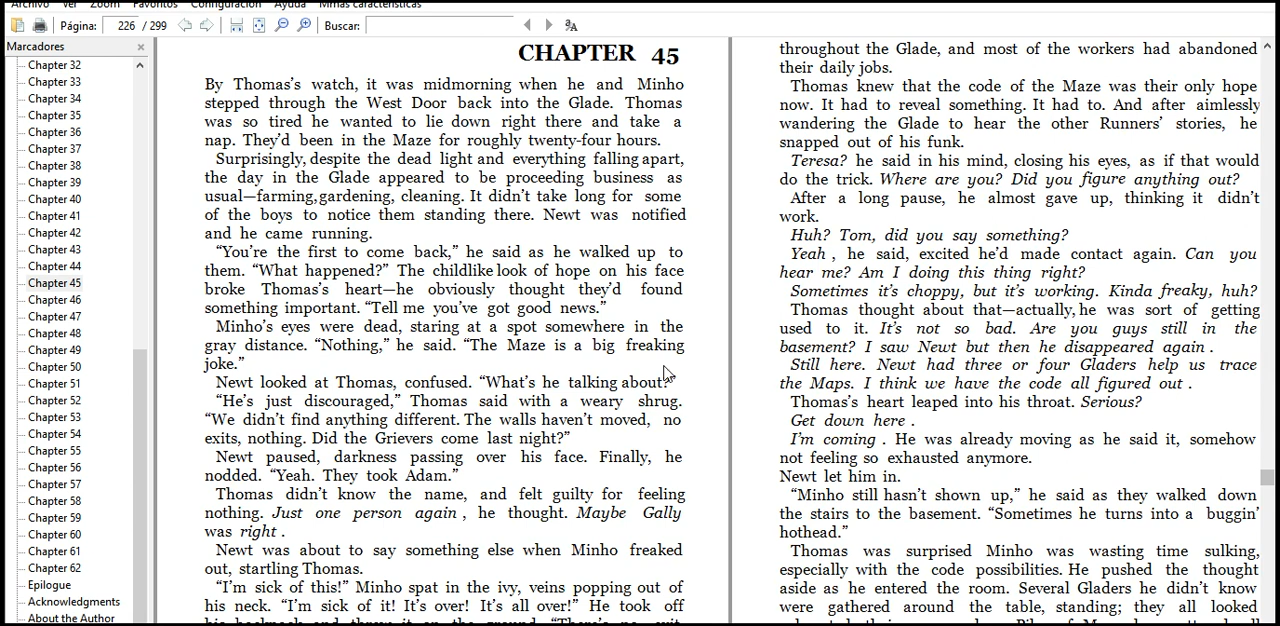 Archivo Ver Zoom Favoritos Configuración Ayuda Mínas características
Página: 226 / 299 Buscar:
Marcadores
Chapter 32
Chapter 33
Chapter 34
Chapter 35
Chapter 36
Chapter 37
Chapter 38
Chapter 39
Chapter 40
Chapter 41
Chapter 42
Chapter 43
Chapter 44
Chapter 45
Chapter 46
Chapter 47
Chapter 48
Chapter 49
Chapter 50
Chapter 51
Chapter 52
Chapter 53
Chapter 54
Chapter 55
Chapter 56
Chapter 57
Chapter 58
Chapter 59
Chapter 60
Chapter 61
Chapter 62
Epilogue
Acknowledgments
About the Author
CHAPTER 45
By Thomas's watch, it was midmorning when he and Minho
stepped through the West Door back into the Glade. Thomas
was so tired he wanted to lie down right there and take a
nap. They'd been in the Maze for roughly twenty-four hours.
Surprisingly, despite the dead light and everything falling apart,
the day in the Glade appeared to be proceeding business as
usual—farming, gardening, cleaning. It didn't take long for some
of the boys to notice them standing there. Newt was notified
and he came running.
“You're the first to come back,” he said as he walked up to
them. “What happened?” The childlike look of hope on his face
broke Thomas's heart—he obviously thought they'd found
something important. “Tell me you've got good news.”
Minho's eyes were dead, staring at a spot somewhere in the
gray distance. “Nothing,” he said. “The Maze is a big freaking
joke.”
Newt looked at Thomas, confused. “What's he talking about?”
“He's just discouraged,” Thomas said with a weary shrug.
“We didn't find anything different. The walls haven't moved, no
exits, nothing. Did the Grievers come last night?”
Newt paused, darkness passing over his face. Finally, he
nodded. “Yeah. They took Adam.”
Thomas didn't know the name, and felt guilty for feeling
nothing. Just one person again , he thought. Maybe Gally
was right .
Newt was about to say something else when Minho freaked
out, startling Thomas.
“I'm sick of this!” Minho spat in the ivy, veins popping out of
his neck. “I'm sick of it! It's over! It's all over!” He took off
his backpack and threw it on the ground. “There's no exit,
throughout the Glade, and most of the workers had abandoned
their daily jobs.
Thomas knew that the code of the Maze was their only hope
now. It had to reveal something. It had to. And after aimlessly
wandering the Glade to hear the other Runners' stories, he
snapped out of his funk.
Teresa? he said in his mind, closing his eyes, as if that would
do the trick. Where are you? Did you figure anything out?
After a long pause, he almost gave up, thinking it didn't
work.
Huh? Tom, did you say something?
Yeah , he said, excited he'd made contact again. Can you
hear me? Am I doing this thing right?
Sometimes it's choppy, but it's working. Kinda freaky, huh?
Thomas thought about that—actually, he was sort of getting
used to it. It's not so bad. Are you guys still in the
basement? I saw Newt but then he disappeared again .
Still here. Newt had three or four Gladers help us trace
the Maps. I think we have the code all figured out .
Thomas's heart leaped into his throat. Serious?
Get down here .
I'm coming . He was already moving as he said it, somehow
not feeling so exhausted anymore.
Newt let him in.
“Minho still hasn't shown up,” he said as they walked down
the stairs to the basement. “Sometimes he turns into a buggin'
hothead.”
Thomas was surprised Minho was wasting time sulking,
especially with the code possibilities. He pushed the thought
aside as he entered the room. Several Gladers he didn't know
were gathered around the table, standing; they all looked